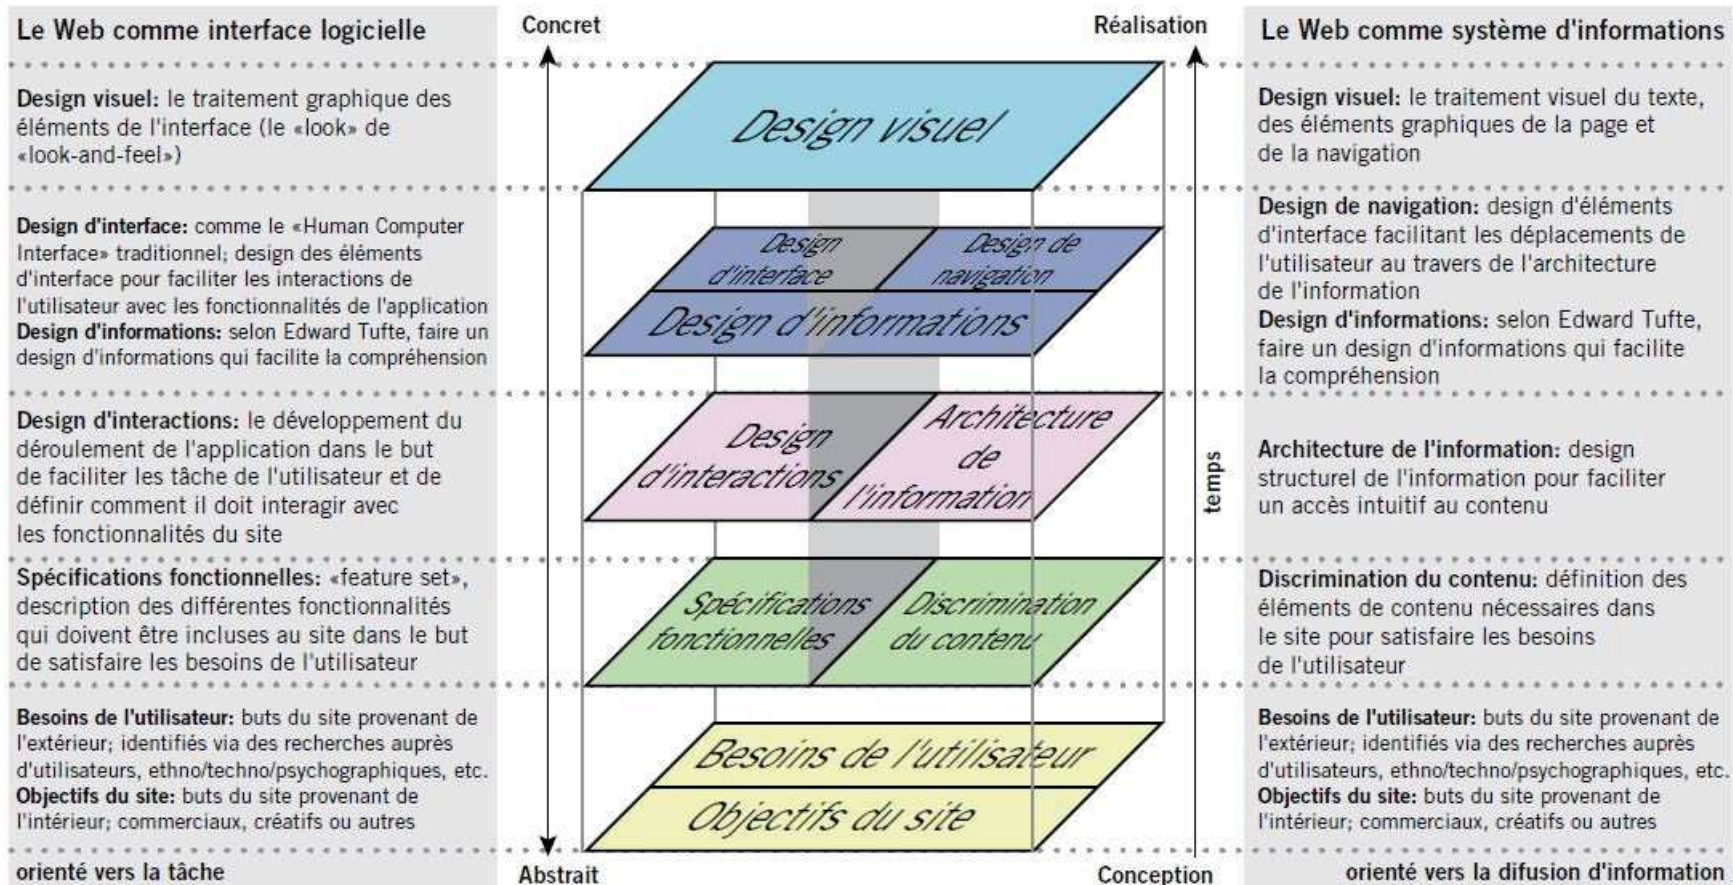 Le Web comme interface logicielle
Design visuel: le traitement graphique des
éléments de l'interface (le «look» de
«look-and-feel»)
Design d'interface: comme le «Human Computer
Interface» traditionnel; design des éléments
d'interface pour faciliter les interactions de
l'utilisateur avec les fonctionnalités de l'application
Design d'informations: selon Edward Tufte, faire un
design d'informations qui facilite la compréhension
Design d'interactions: le développement du
déroulement de l'application dans le but
de faciliter les tâche de l'utilisateur et de
définir comment il doit interagir avec
les fonctionnalités du site
Spécifications fonctionnelles: «feature set»,
description des différentes fonctionnalités
qui doivent être incluses au site dans le but
de satisfaire les besoins de l'utilisateur
Besoins de l'utilisateur: buts du site provenant de
l'extérieur; identifiés via des recherches auprès
d'utilisateurs, ethno/techno/psychographiques, etc.
Objectifs du site: buts du site provenant de
l'intérieur; commerciaux, créatifs ou autres
orienté vers la tâche
Concret
Réalisation
Design visuel
Design
d'interface
Design de
navigation
Design d'informations
Design
d'interactions
Architecture
de
l'information
temps
Spécifications
fonctionnelles
Discrimination
du contenu
Besoins de l'utilisateur
Objectifs du site
Abstrait
Conception
Le Web comme système d'informations
Design visuel: le traitement visuel du texte,
des éléments graphiques de la page et
de la navigation
Design de navigation: design d'éléments
d'interface facilitant les déplacements de
l'utilisateur au travers de l'architecture
de l'information
Design d'informations: selon Edward Tufte,
faire un design d'informations qui facilite
la compréhension
Architecture de l'information: design
structurel de l'information pour faciliter
un accès intuitif au contenu
Discrimination du contenu: définition des
éléments de contenu nécessaires dans
le site pour satisfaire les besoins
de l'utilisateur
Besoins de l'utilisateur: buts du site provenant de
l'extérieur; identifiés via des recherches auprès
d'utilisateurs, ethno/techno/psychographiques, etc.
Objectifs du site: buts du site provenant de
l'intérieur; commerciaux, créatifs ou autres
orienté vers la difusion d'information